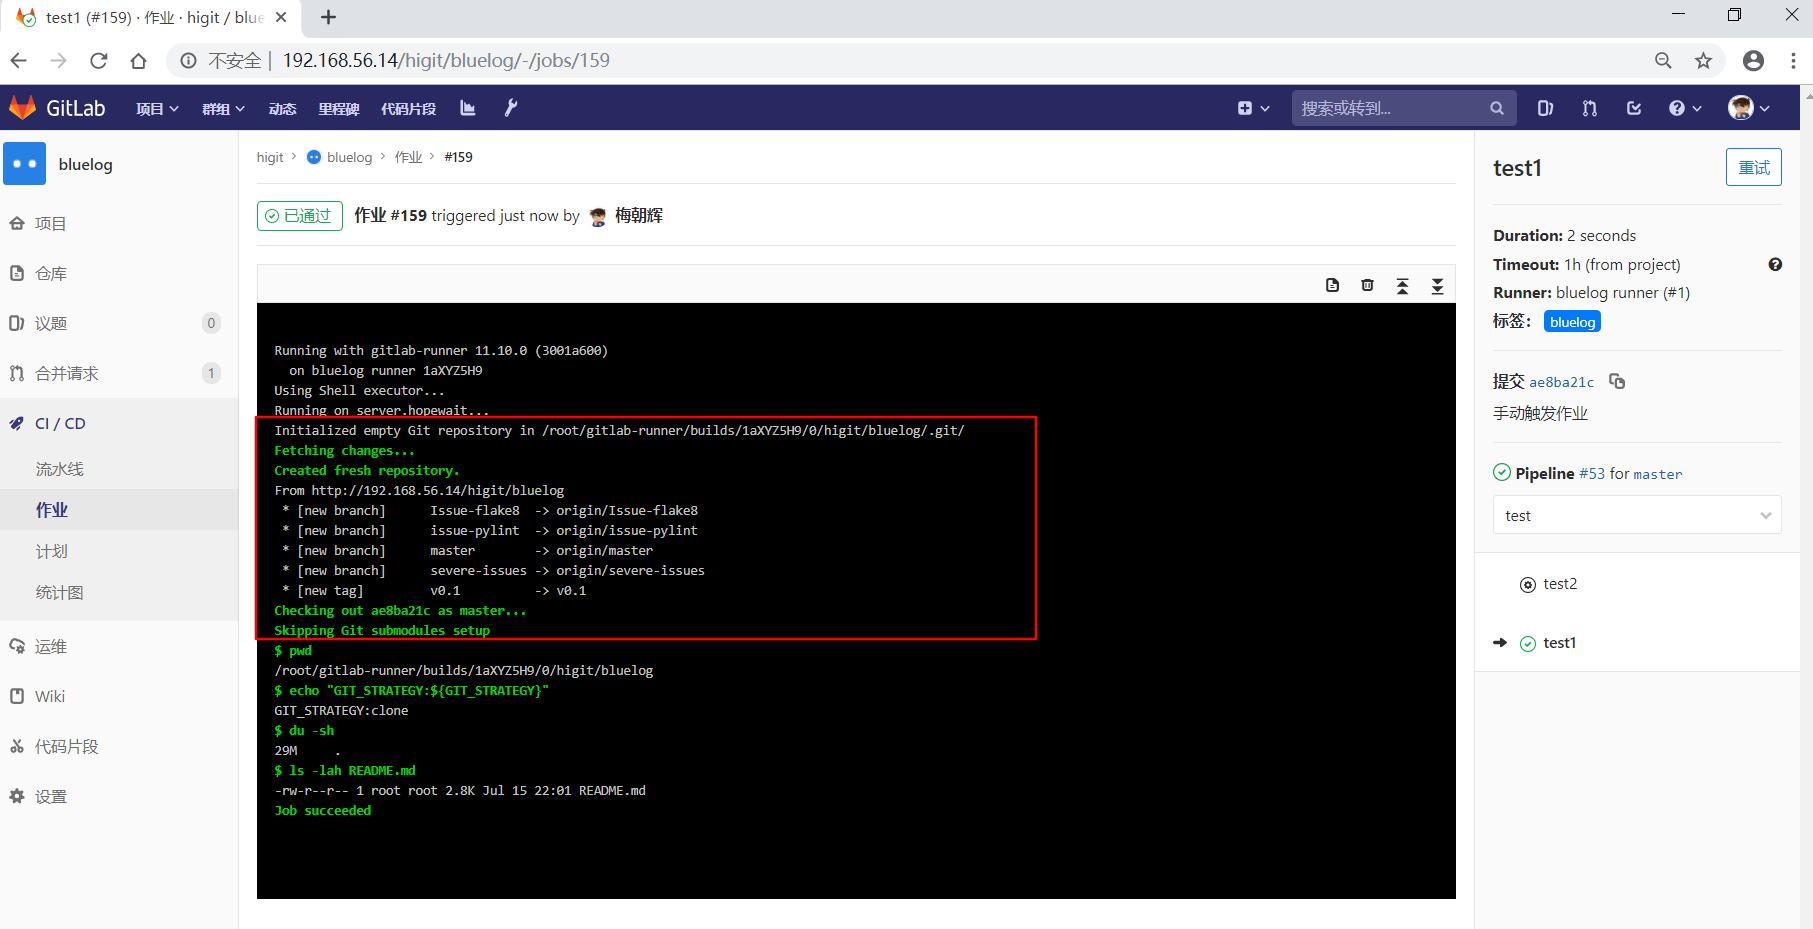 test1 (#159) · 作业 · higit / blue
不安全 | 192.168.56.14/higit/bluelog/-/jobs/159
GitLab 项目 群组 动态 里程碑 代码片段 搜索或转到...
bluelog
项目
仓库
议题 0
合并请求 1
CI / CD
流水线
作业
计划
统计图
运维
Wiki
代码片段
设置
higit > bluelog > 作业 > #159
已通过 作业 #159 triggered just now by 梅朝辉
Running with gitlab-runner 11.10.0 (3001a600)
on bluelog runner 1aXYZ5H9
Using Shell executor...
Running on server.hopewait...
Initialized empty Git repository in /root/gitlab-runner/builds/1aXYZ5H9/0/higit/bluelog/.git/
Fetching changes...
Created fresh repository.
From http://192.168.56.14/higit/bluelog
* [new branch] Issue-flake8 -> origin/Issue-flake8
* [new branch] issue-pylint -> origin/issue-pylint
* [new branch] master -> origin/master
* [new branch] severe-issues -> origin/severe-issues
* [new tag] v0.1 -> v0.1
Checking out ae8ba21c as master...
Skipping Git submodules setup
$ pwd
/root/gitlab-runner/builds/1aXYZ5H9/0/higit/bluelog
$ echo "GIT_STRATEGY:${GIT_STRATEGY}"
GIT_STRATEGY:clone
$ du -sh
29M .
$ ls -lah README.md
-rw-r--r-- 1 root root 2.8K Jul 15 22:01 README.md
Job succeeded
test1 重试
Duration: 2 seconds
Timeout: 1h (from project)
Runner: bluelog runner (#1)
标签： bluelog
提交 ae8ba21c
手动触发作业
Pipeline #53 for master
test
test2
test1